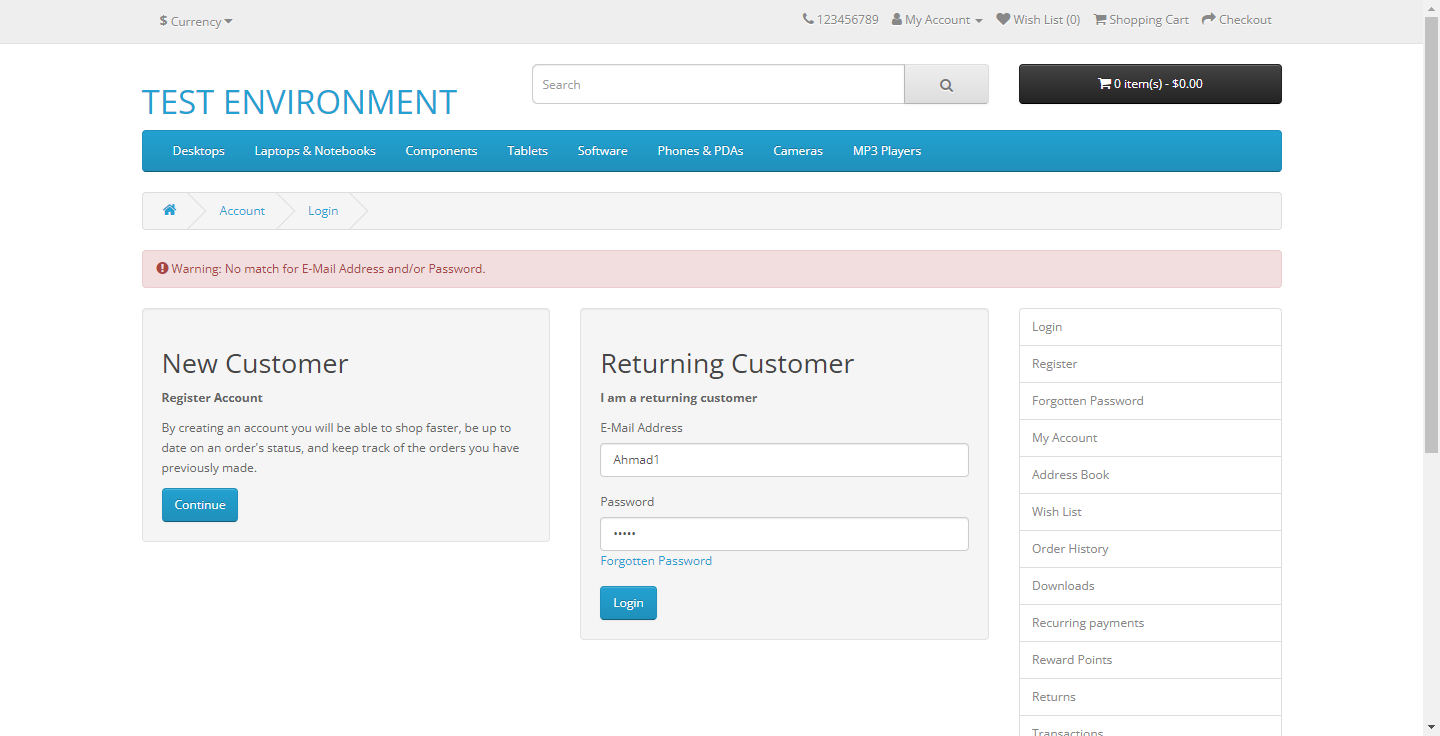 $ Currency
123456789 My Account Wish List (0) Shopping Cart Checkout
TEST ENVIRONMENT
Search
0 item(s) - $0.00
Desktops Laptops & Notebooks Components Tablets Software Phones & PDAs Cameras MP3 Players
Account Login
Warning: No match for E-Mail Address and/or Password.
New Customer
Register Account
By creating an account you will be able to shop faster, be up to
date on an order's status, and keep track of the orders you have
previously made.
Continue
Returning Customer
I am a returning customer
E-Mail Address
Ahmad1
Password
•••••
Forgotten Password
Login
Login
Register
Forgotten Password
My Account
Address Book
Wish List
Order History
Downloads
Recurring payments
Reward Points
Returns
Transactions